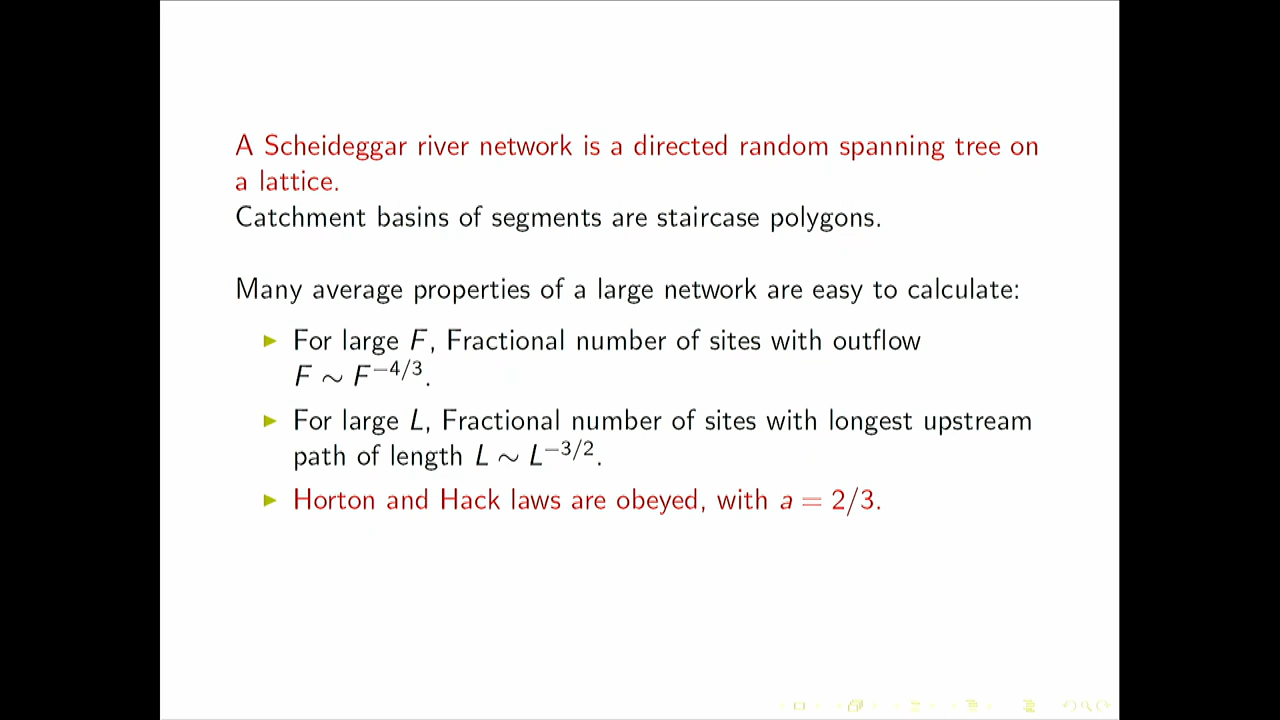 A Scheideggar river network is a directed random spanning tree on
a lattice.
Catchment basins of segments are staircase polygons.
Many average properties of a large network are easy to calculate:
► For large F, Fractional number of sites with outflow
F ∼ F^{−4/3}.
► For large L, Fractional number of sites with longest upstream
path of length L ∼ L^{−3/2}.
► Horton and Hack laws are obeyed, with a = 2/3.